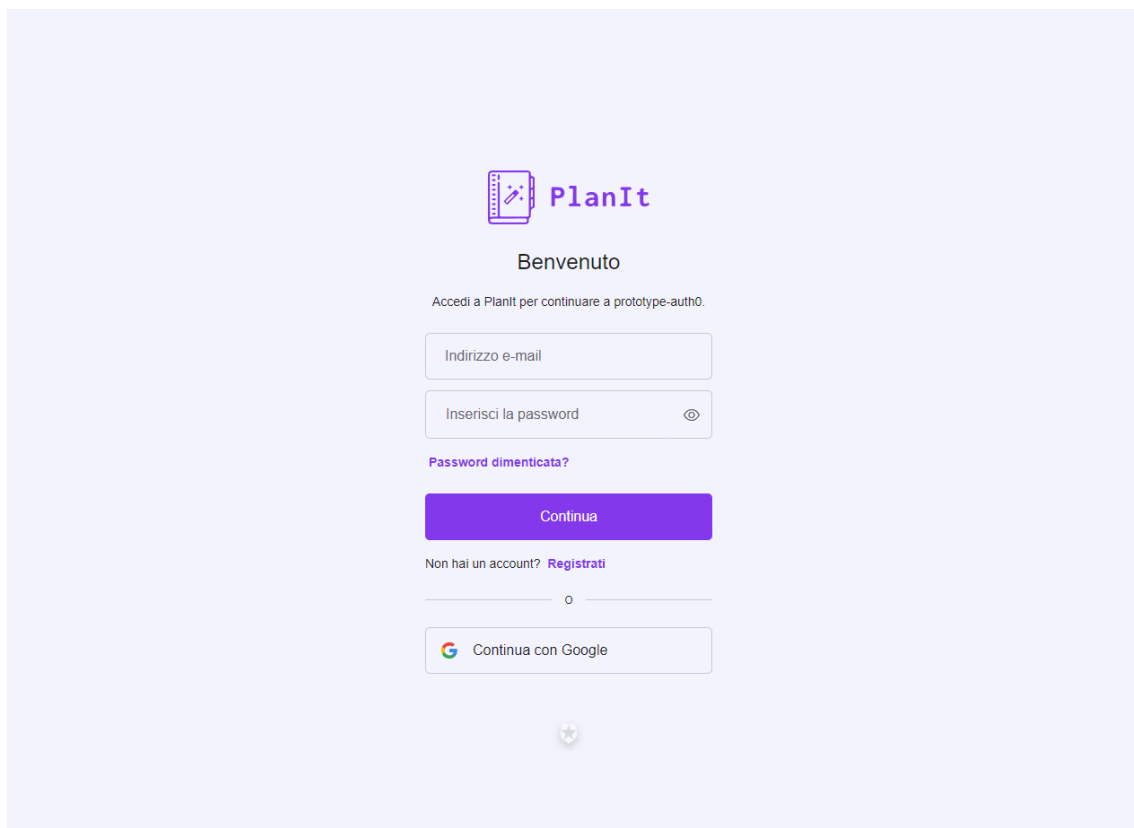 PlanIt
Benvenuto
Accedi a PlanIt per continuare a prototype-auth0.
Indirizzo e-mail
Inserisci la password
Password dimenticata?
Continua
Non hai un account? Registrati
O
Continua con Google